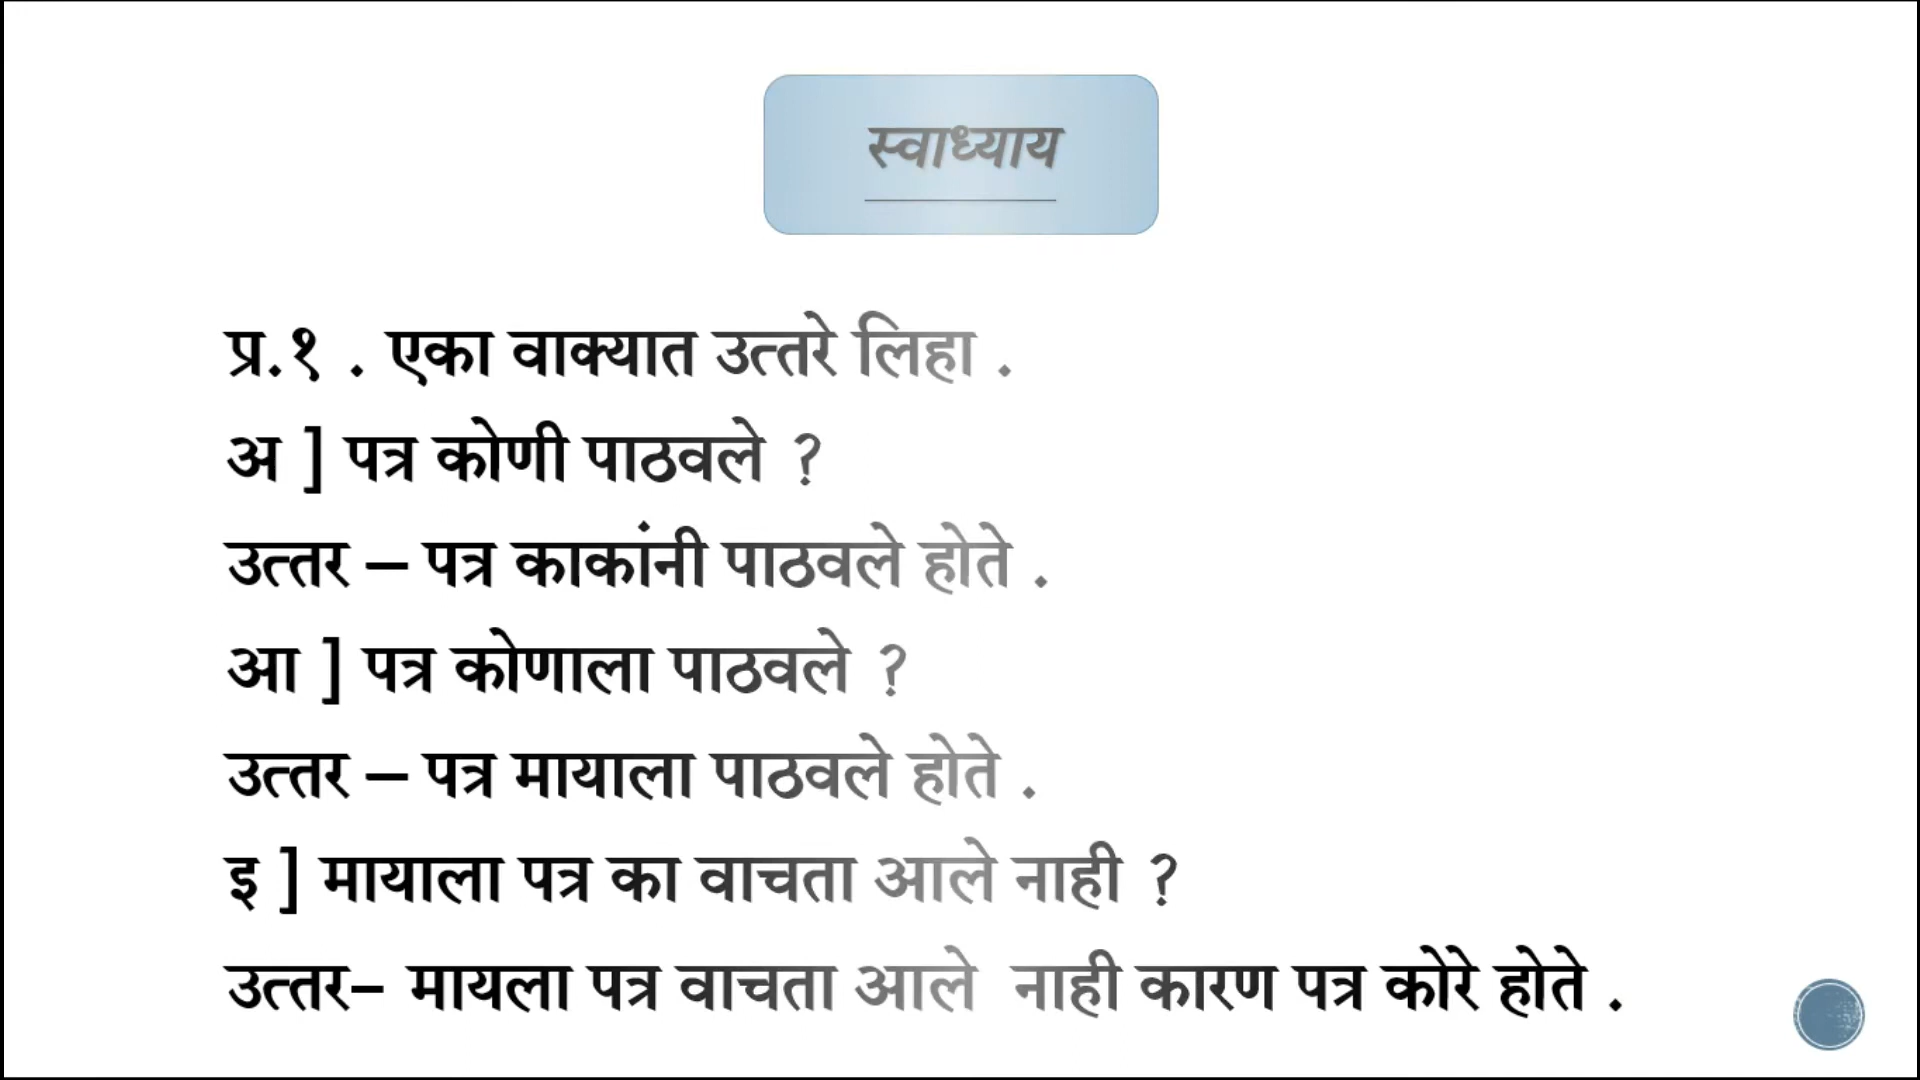 स्वाध्याय
प्र.१ . एका वाक्यात उत्तरे लिहा .
अ ] पत्र कोणी पाठवले ?
उत्तर – पत्र काकांनी पाठवले होते .
आ ] पत्र कोणाला पाठवले ?
उत्तर – पत्र मायाला पाठवले होते .
इ ] मायाला पत्र का वाचता आले नाही ?
उत्तर– मायला पत्र वाचता आले नाही कारण पत्र कोरे होते .